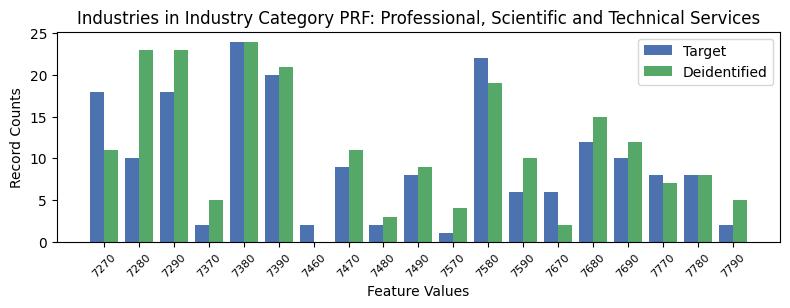 Industries in Industry Category PRF: Professional, Scientific and Technical Services
25
20
15
10
5
0
Record Counts
Target
Deidentified
7270 7280 7290 7370 7380 7390 7460 7470 7480 7490 7570 7580 7590 7670 7680 7690 7770 7780 7790
Feature Values